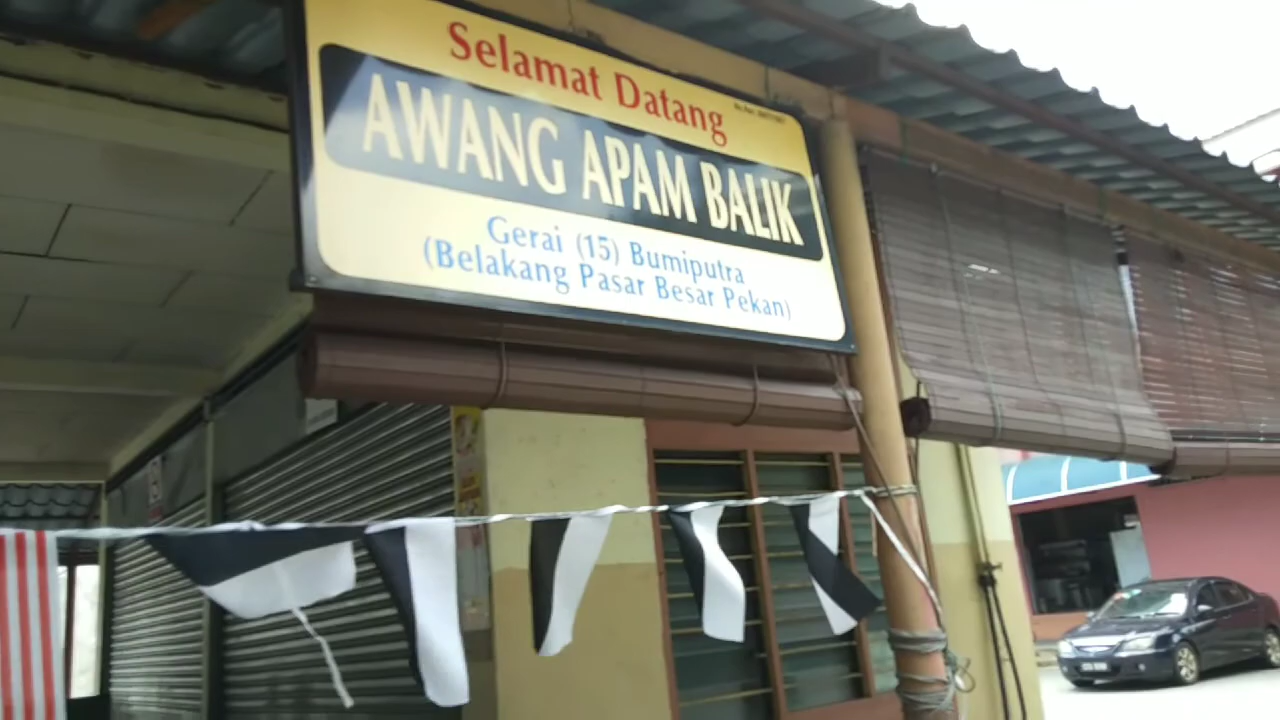 Selamat Datang
AWANG APAM BALIK
Gerai (15) Bumiputra
(Belakang Pasar Besar Pekan)